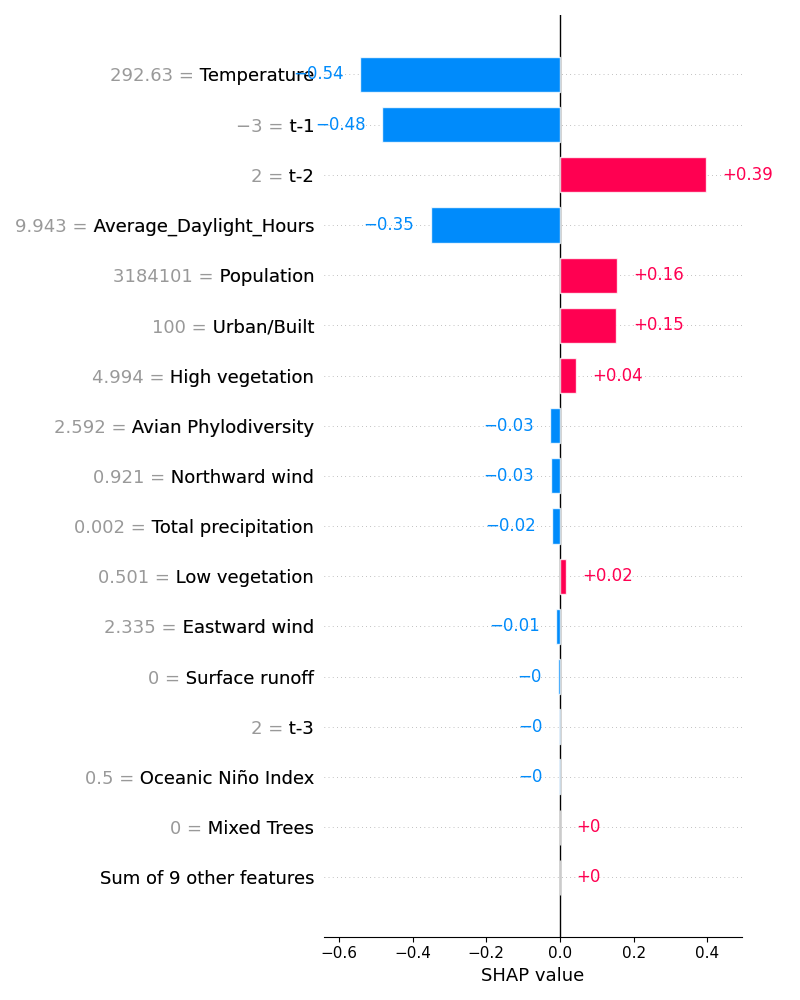 292.63 = Temperature −0.54
−3 = t-1 −0.48
2 = t-2 +0.39
9.943 = Average_Daylight_Hours −0.35
3184101 = Population +0.16
100 = Urban/Built +0.15
4.994 = High vegetation +0.04
2.592 = Avian Phylodiversity −0.03
0.921 = Northward wind −0.03
0.002 = Total precipitation −0.02
0.501 = Low vegetation +0.02
2.335 = Eastward wind −0.01
0 = Surface runoff −0
2 = t-3 −0
0.5 = Oceanic Niño Index −0
0 = Mixed Trees +0
Sum of 9 other features +0
−0.6 −0.4 −0.2 0.0 0.2 0.4
SHAP value